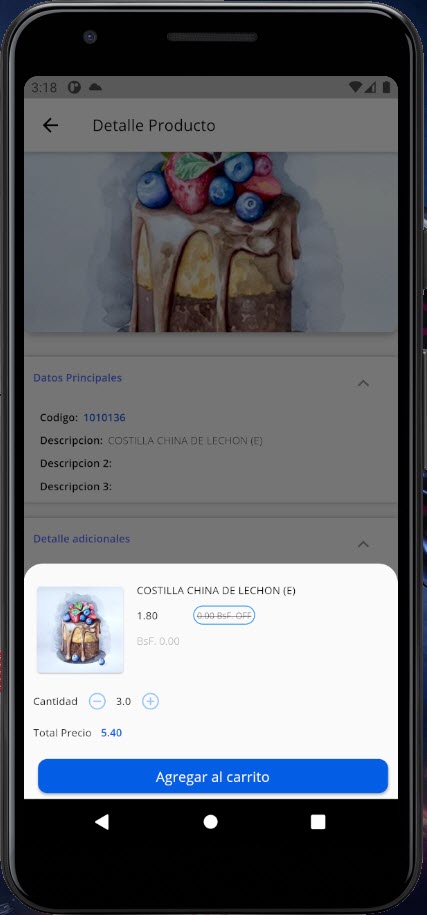 3:18
Detalle Producto
Datos Principales
Codigo: 1010136
Descripcion: COSTILLA CHINA DE LECHON (E)
Descripcion 2:
Descripcion 3:
Detalle adicionales
COSTILLA CHINA DE LECHON (E)
1.80 0.00 BsF. OFF
BsF. 0.00
Cantidad 3.0
Total Precio 5.40
Agregar al carrito